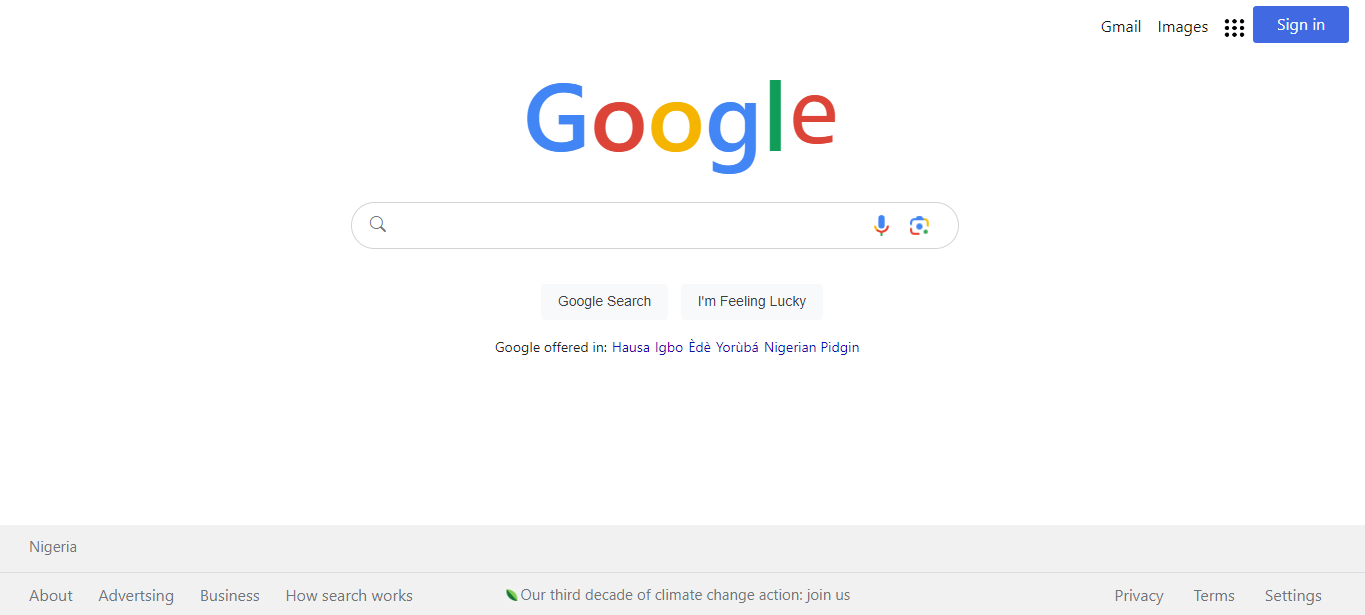 Gmail Images Sign in
Google
Google Search I'm Feeling Lucky
Google offered in: Hausa Igbo Èdè Yorùbá Nigerian Pidgin
Nigeria
About Advertsing Business How search works Our third decade of climate change action: join us Privacy Terms Settings